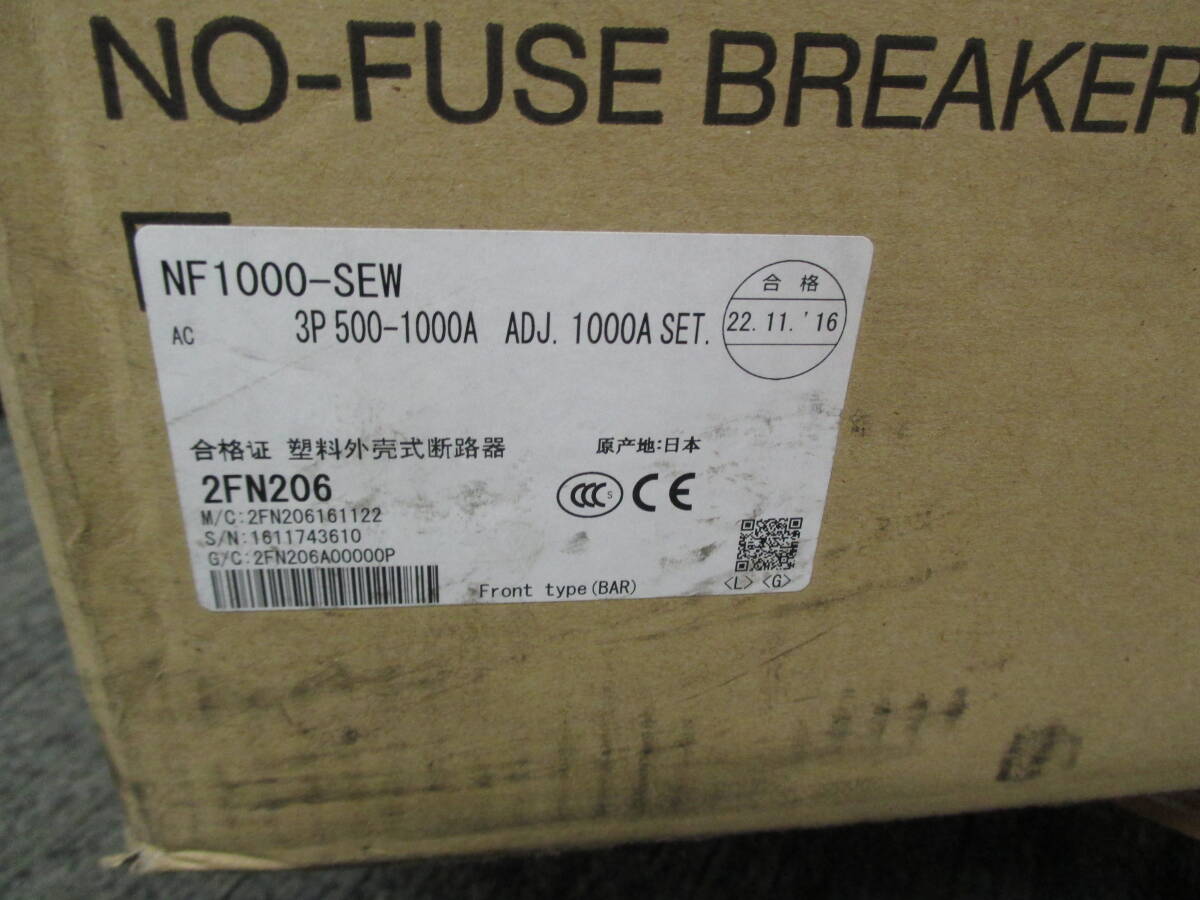 NO-FUSE BREAKER
NF1000-SEW
合格
AC 3P 500-1000A ADJ. 1000A SET.
22.11.'16
合格证 塑料外壳式断路器 原产地:日本
2FN206
CCC S CE
M/C:2FN206161122
S/N:1611743610
G/C:2FN206A00000P
Front type(BAR)
<L> <G>